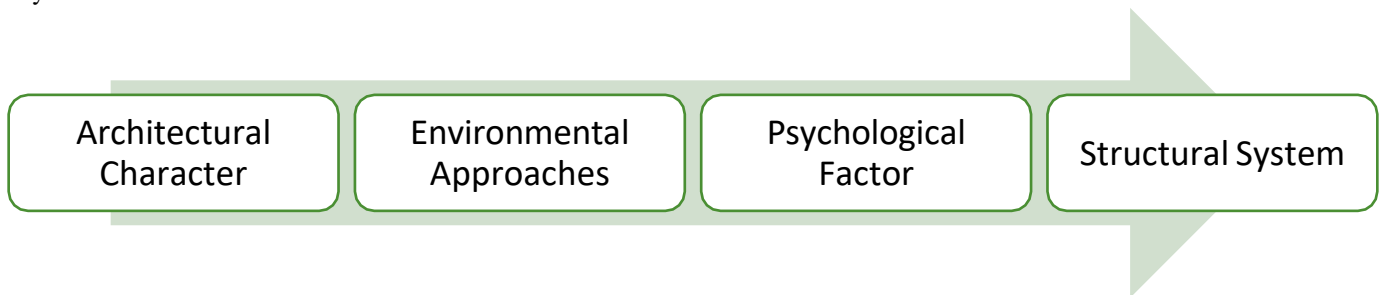 Architectural
Character
Environmental
Approaches
Psychological
Factor
Structural System